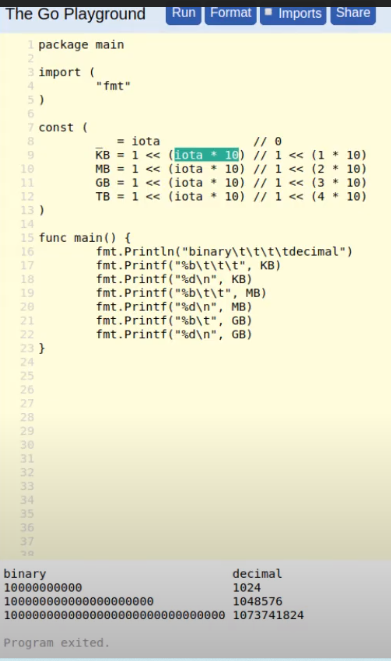 The Go Playground Run Format Imports Share
1 package main
2
3 import (
4 "fmt"
5 )
6
7 const (
8 _ = iota // 0
9 KB = 1 << (iota * 10) // 1 << (1 * 10)
10 MB = 1 << (iota * 10) // 1 << (2 * 10)
11 GB = 1 << (iota * 10) // 1 << (3 * 10)
12 TB = 1 << (iota * 10) // 1 << (4 * 10)
13 )
14
15 func main() {
16 fmt.Println("binary\t\t\t\tdecimal")
17 fmt.Printf("%b\t\t\t", KB)
18 fmt.Printf("%d\n", KB)
19 fmt.Printf("%b\t\t", MB)
20 fmt.Printf("%d\n", MB)
21 fmt.Printf("%b\t", GB)
22 fmt.Printf("%d\n", GB)
23 }
24
25
26
27
28
29
30
31
32
33
34
35
36
37
38
binary decimal
10000000000 1024
100000000000000000000 1048576
1000000000000000000000000000000 1073741824
Program exited.